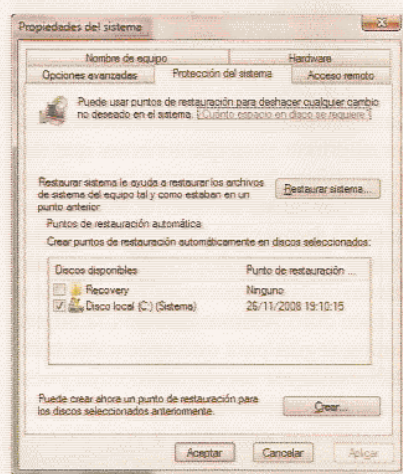 Propiedades del sistema
Nombre de equipo
Hardware
Opciones avanzadas
Protección del sistema
Acceso remoto
Puede usar puntos de restauración para deshacer cualquier cambio
no deseado en el sistema. ¿Cuánto espacio en disco se requiere?
Restaurar sistema le ayuda a restaurar los archivos
de sistema del equipo tal y como estaban en un
punto anterior.
Restaurar sistema...
Puntos de restauración automática
Crear puntos de restauración automáticamente en discos seleccionados:
Discos disponibles
Punto de restauración ...
Recovery
Ninguno
Disco local (C:) (Sistema)
26/11/2008 19:10:15
Puede crear ahora un punto de restauración para
los discos seleccionados anteriormente.
Crear...
Aceptar
Cancelar
Aplicar